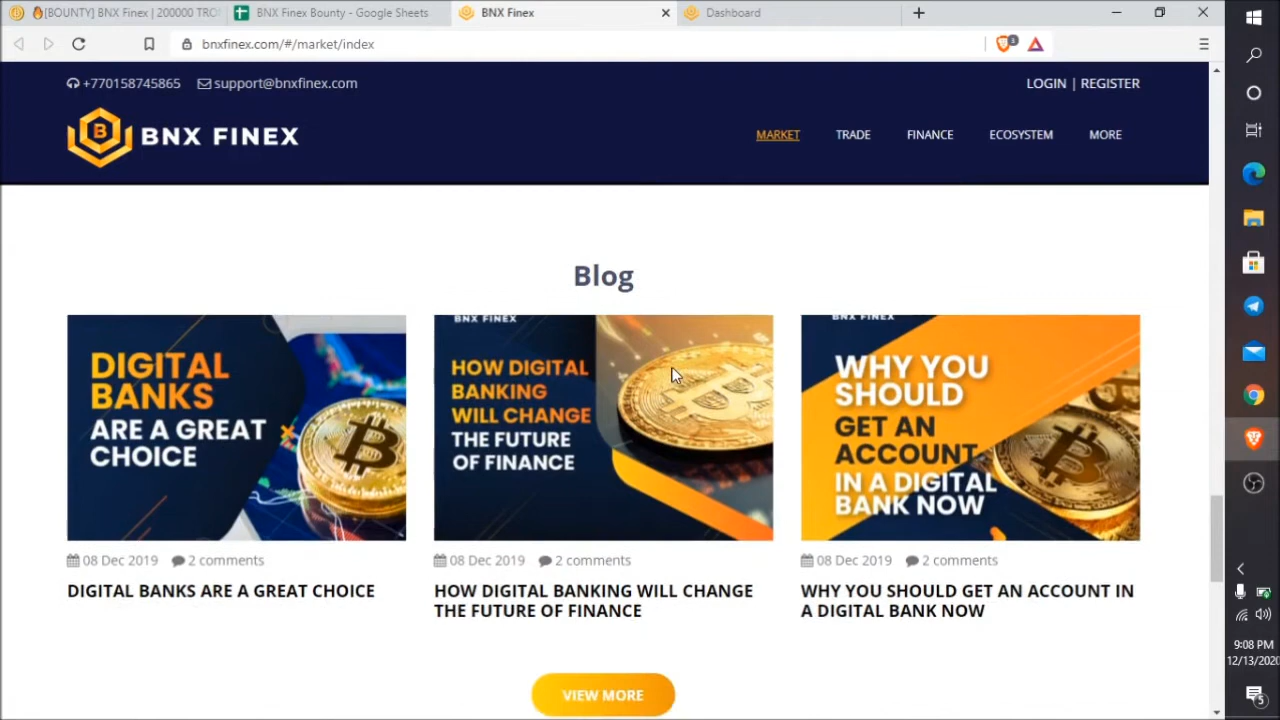 [BOUNTY] BNX Finex | 200000 TRO
BNX Finex Bounty - Google Sheets
BNX Finex
Dashboard
bnxfinex.com/#/market/index
3
+770158745865
support@bnxfinex.com
LOGIN | REGISTER
B
BNX FINEX
MARKET
TRADE
FINANCE
ECOSYSTEM
MORE
Blog
DIGITAL
BANKS
ARE A GREAT
CHOICE
BNX FINEX
HOW DIGITAL
BANKING
WILL CHANGE
THE FUTURE
OF FINANCE
BNX FINEX
WHY YOU
SHOULD
GET AN
ACCOUNT
IN A DIGITAL
BANK NOW
08 Dec 2019
2 comments
08 Dec 2019
2 comments
08 Dec 2019
2 comments
DIGITAL BANKS ARE A GREAT CHOICE
HOW DIGITAL BANKING WILL CHANGE
THE FUTURE OF FINANCE
WHY YOU SHOULD GET AN ACCOUNT IN
A DIGITAL BANK NOW
VIEW MORE
9:08 PM
12/13/2020
5